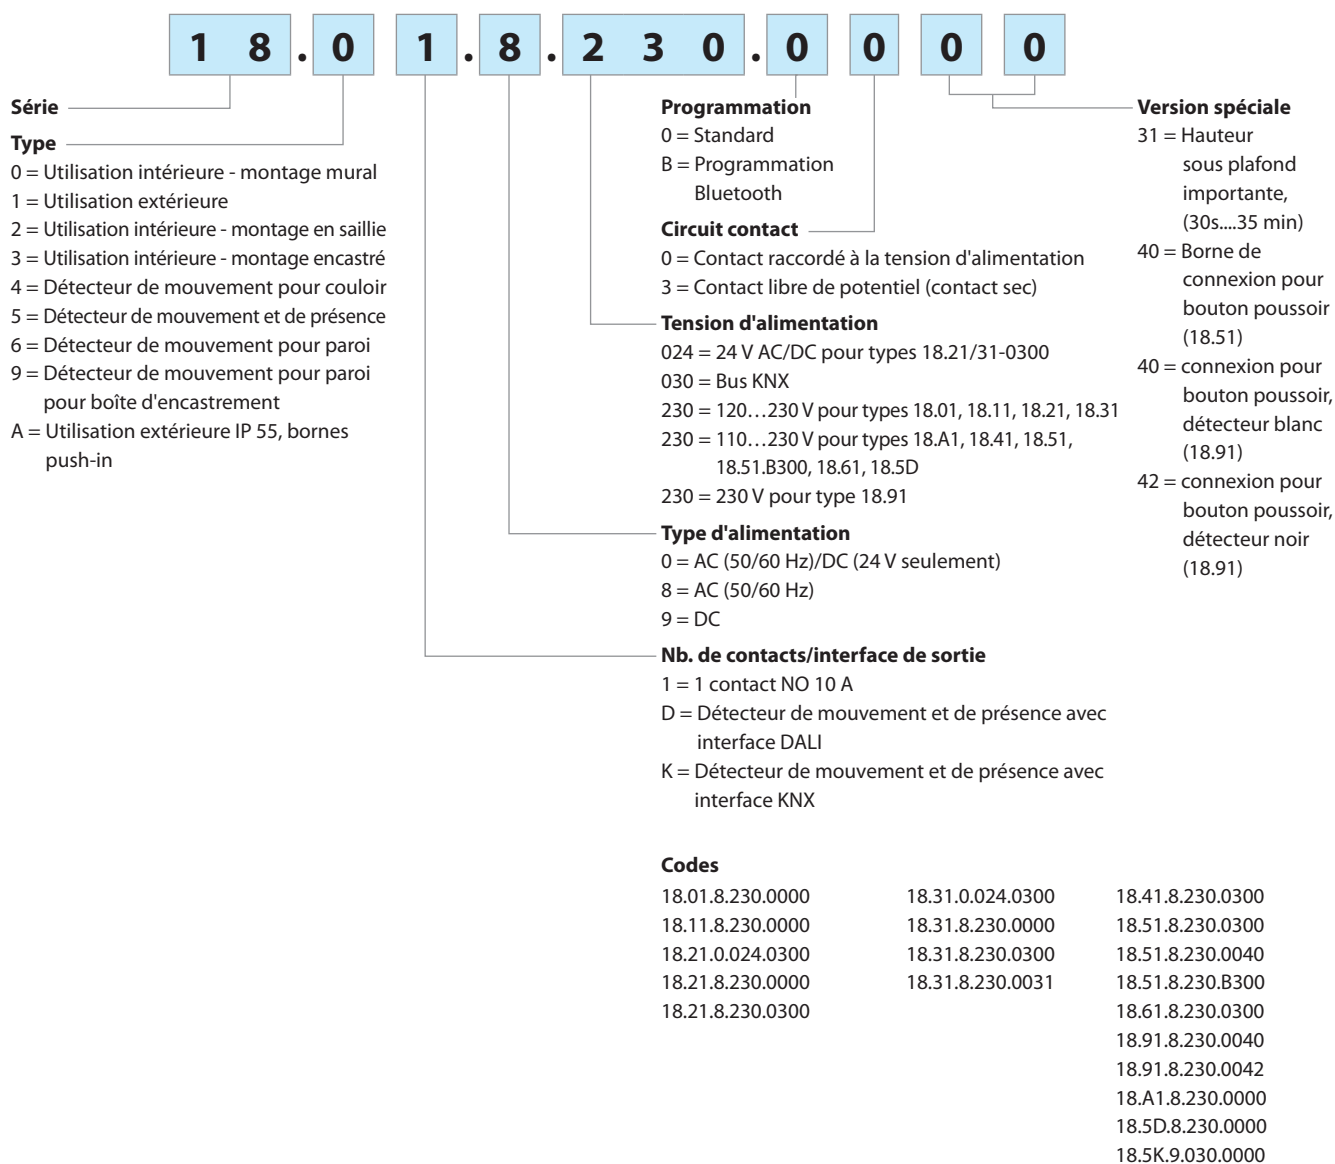 18.01.8.230.0000
Série
Type
0 = Utilisation intérieure - montage mural
1 = Utilisation extérieure
2 = Utilisation intérieure - montage en saillie
3 = Utilisation intérieure - montage encastré
4 = Détecteur de mouvement pour couloir
5 = Détecteur de mouvement et de présence
6 = Détecteur de mouvement pour paroi
9 = Détecteur de mouvement pour paroi
pour boîte d'encastrement
A = Utilisation extérieure IP 55, bornes
push-in
Programmation
0 = Standard
B = Programmation
Bluetooth
Circuit contact
0 = Contact raccordé à la tension d'alimentation
3 = Contact libre de potentiel (contact sec)
Tension d'alimentation
024 = 24 V AC/DC pour types 18.21/31-0300
030 = Bus KNX
230 = 120…230 V pour types 18.01, 18.11, 18.21, 18.31
230 = 110…230 V pour types 18.A1, 18.41, 18.51,
18.51.B300, 18.61, 18.5D
230 = 230 V pour type 18.91
Type d'alimentation
0 = AC (50/60 Hz)/DC (24 V seulement)
8 = AC (50/60 Hz)
9 = DC
Nb. de contacts/interface de sortie
1 = 1 contact NO 10 A
D = Détecteur de mouvement et de présence avec
interface DALI
K = Détecteur de mouvement et de présence avec
interface KNX
Version spéciale
31 = Hauteur
sous plafond
importante,
(30s....35 min)
40 = Borne de
connexion pour
bouton poussoir
(18.51)
40 = connexion pour
bouton poussoir,
détecteur blanc
(18.91)
42 = connexion pour
bouton poussoir,
détecteur noir
(18.91)
Codes
18.01.8.230.0000
18.11.8.230.0000
18.21.0.024.0300
18.21.8.230.0000
18.21.8.230.0300
18.31.0.024.0300
18.31.8.230.0000
18.31.8.230.0300
18.31.8.230.0031
18.41.8.230.0300
18.51.8.230.0300
18.51.8.230.0040
18.51.8.230.B300
18.61.8.230.0300
18.91.8.230.0040
18.91.8.230.0042
18.A1.8.230.0000
18.5D.8.230.0000
18.5K.9.030.0000